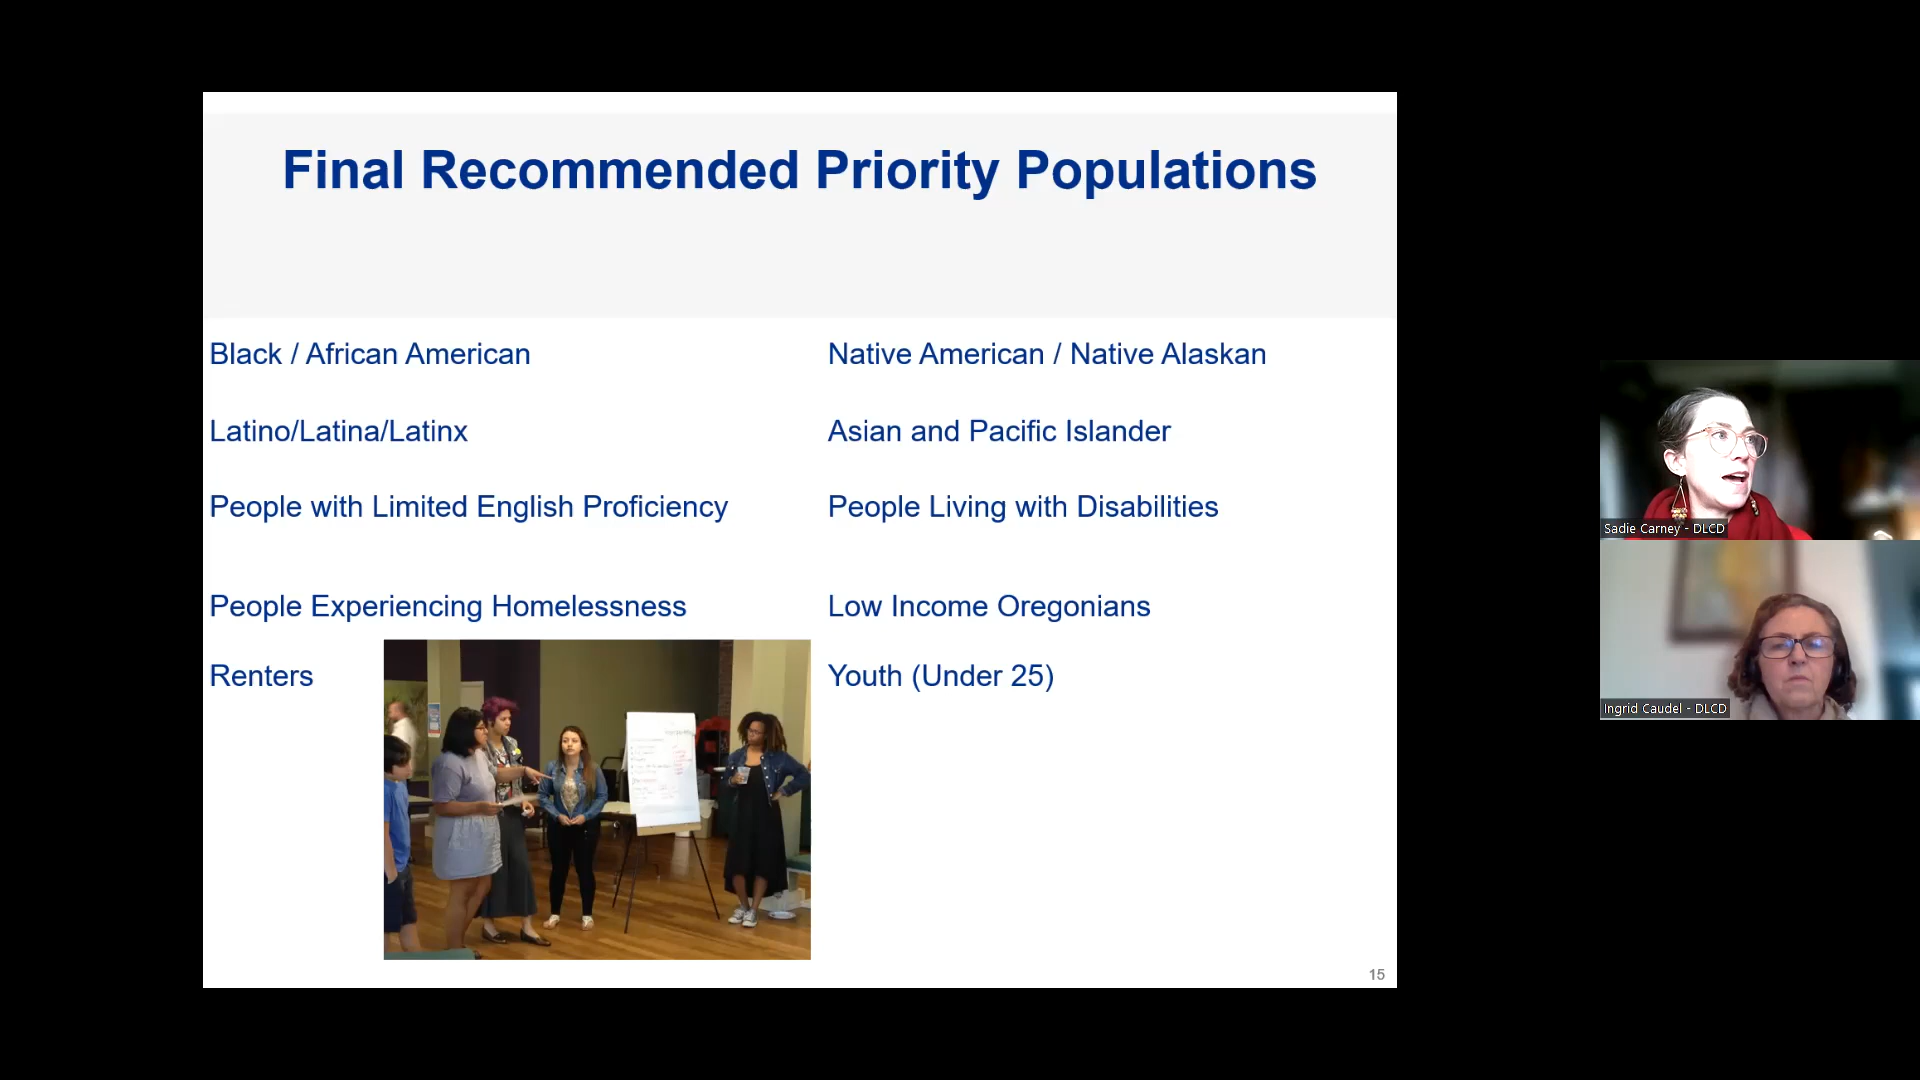 Final Recommended Priority Populations
Black / African American
Native American / Native Alaskan
Latino/Latina/Latinx
Asian and Pacific Islander
People with Limited English Proficiency
People Living with Disabilities
People Experiencing Homelessness
Low Income Oregonians
Renters
Youth (Under 25)
15
Sadie Carney - DLCD
Ingrid Caudel - DLCD